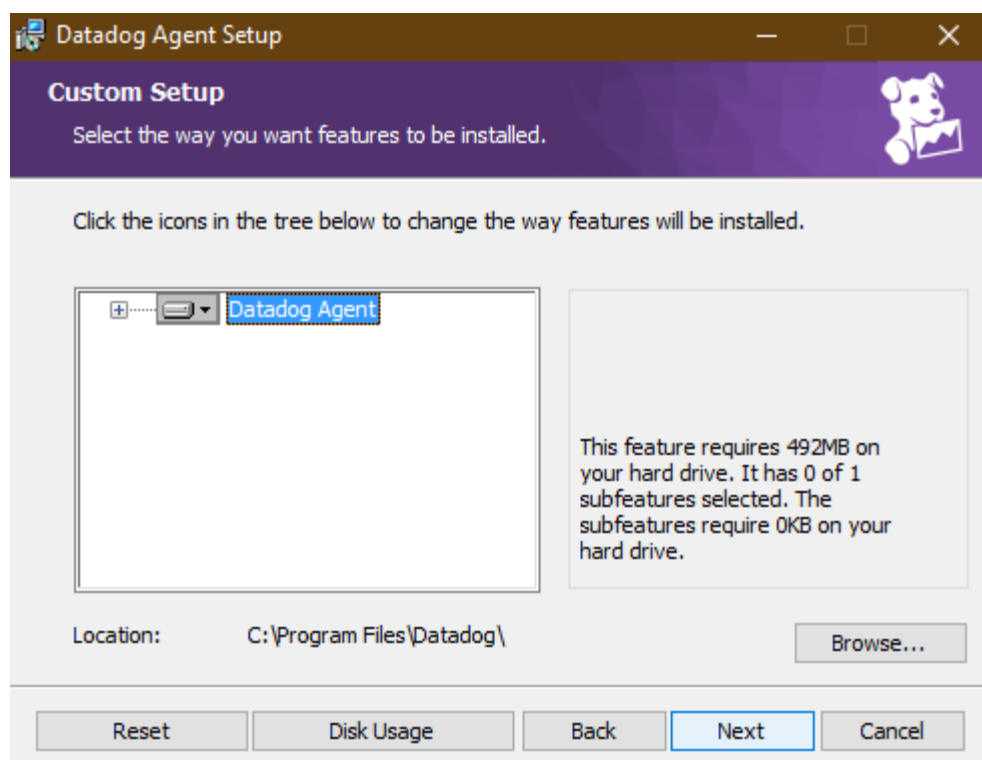 Datadog Agent Setup
Custom Setup
Select the way you want features to be installed.
Click the icons in the tree below to change the way features will be installed.
Datadog Agent
This feature requires 492MB on
your hard drive. It has 0 of 1
subfeatures selected. The
subfeatures require 0KB on your
hard drive.
Location: C:\Program Files\Datadog\
Browse...
Reset Disk Usage Back Next Cancel